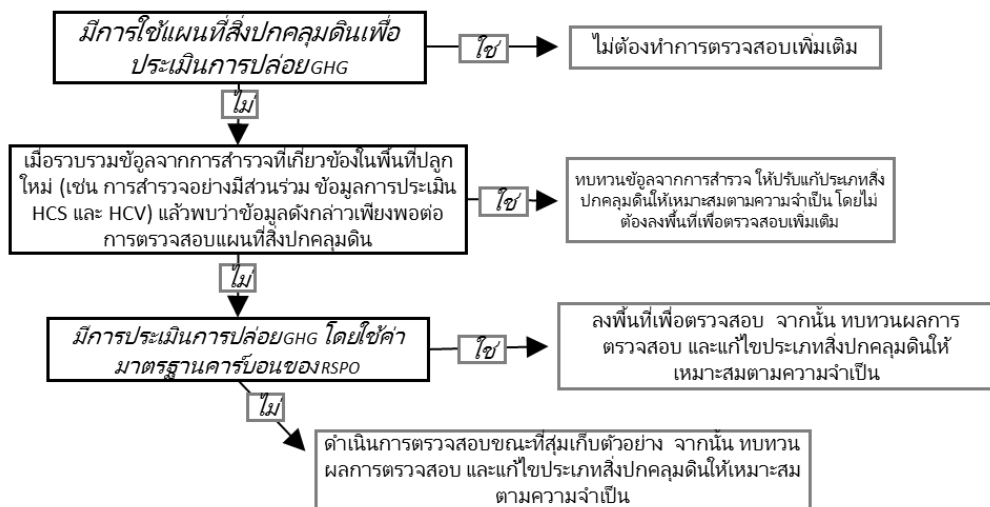 มีการใช้แผนที่สิ่งปกคลุมดินเพื่อ
ประเมินการปล่อยGHG
ใช่
ไม่ต้องทำการตรวจสอบเพิ่มเติม
ไม่
เมื่อรวบรวมข้อูลจากการสำรวจที่เกี่ยวข้องในพื้นที่ปลูก
ใหม่ (เช่น การสำรวจอย่างมีส่วนร่วม ข้อมูลการประเมิน
HCS และ HCV) แล้วพบว่าข้อมูลดังกล่าวเพียงพอต่อ
การตรวจสอบแผนที่สิ่งปกคลุมดิน
ใช่
ทบทวนข้อูลจากการสำรวจ ให้ปรับแก้ประเภทสิ่ง
ปกคลุมดินให้เหมาะสมตามความจำเป็น โดยไม่
ต้องลงพื้นที่เพื่อตรวจสอบเพิ่มเติม
ไม่
มีการประเมินการปล่อยGHG โดยใช้ค่า
มาตรฐานคาร์บอนของRSPO
ใช่
ลงพื้นที่เพื่อตรวจสอบ จากนั้น ทบทวนผลการ
ตรวจสอบ และแก้ไขประเภทสิ่งปกคลุมดินให้
เหมาะสมตามความจำเป็น
ไม่
ดำเนินการตรวจสอบขณะที่สุ่มเก็บตัวอย่าง จากนั้น ทบทวน
ผลการตรวจสอบ และแก้ไขประเภทสิ่งปกคลุมดินให้เหมาะสม
ตามความจำเป็น